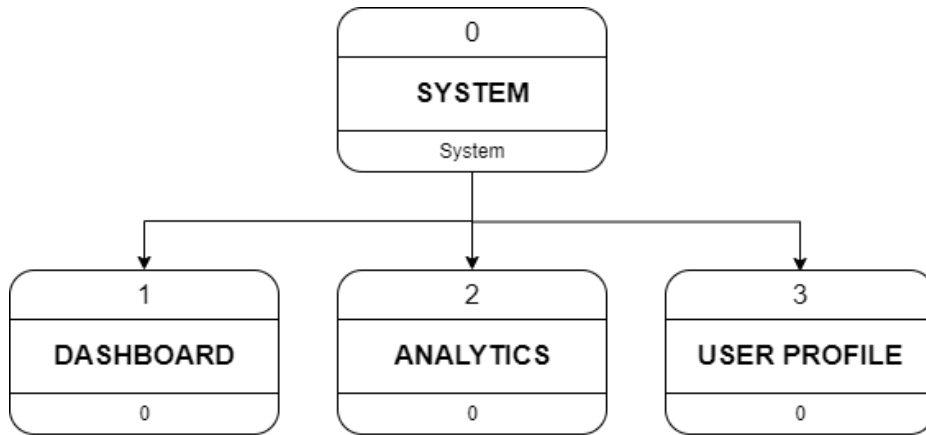 0
SYSTEM
System
1
DASHBOARD
0
2
ANALYTICS
0
3
USER PROFILE
0